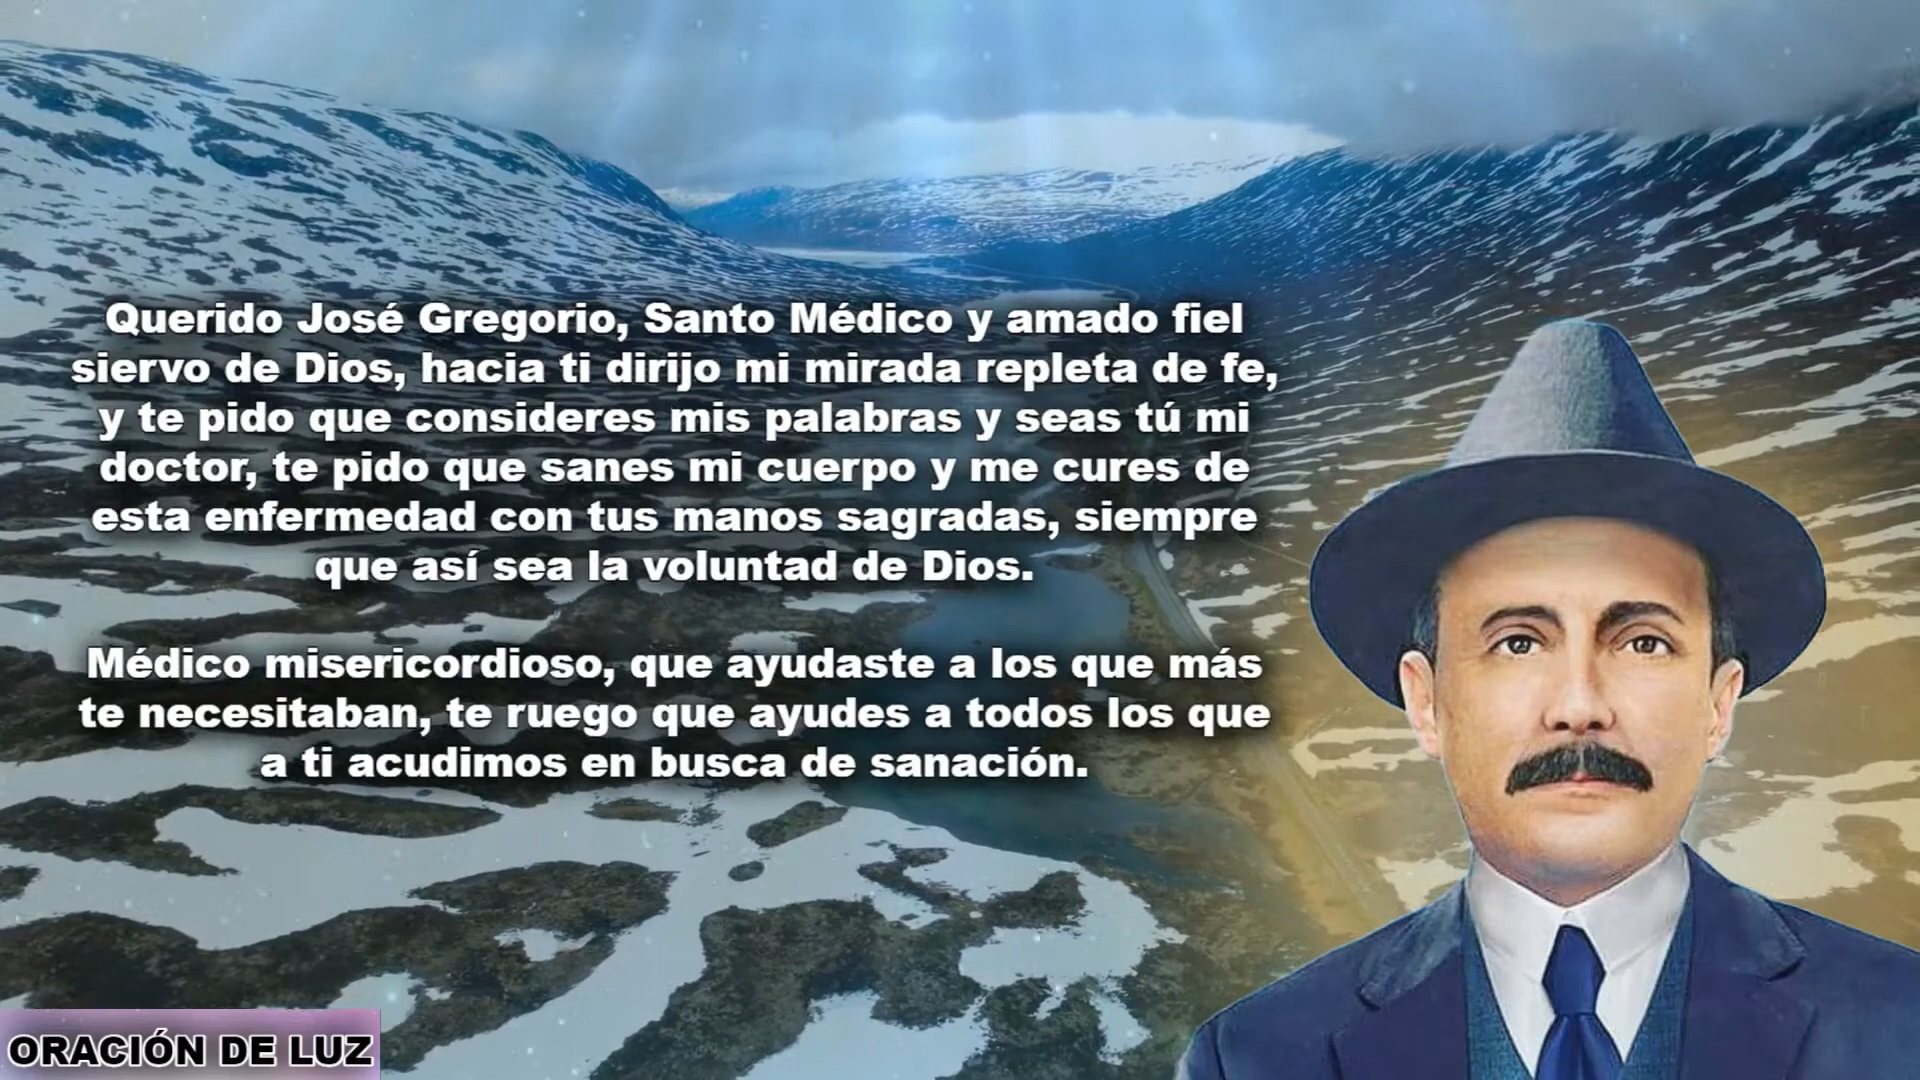 Querido José Gregorio, Santo Médico y amado fiel
siervo de Dios, hacia ti dirijo mi mirada repleta de fe,
y te pido que consideres mis palabras y seas tú mi
doctor, te pido que sanes mi cuerpo y me cures de
esta enfermedad con tus manos sagradas, siempre
que así sea la voluntad de Dios.
Médico misericordioso, que ayudaste a los que más
te necesitaban, te ruego que ayudes a todos los que
a ti acudimos en busca de sanación.
ORACIÓN DE LUZ